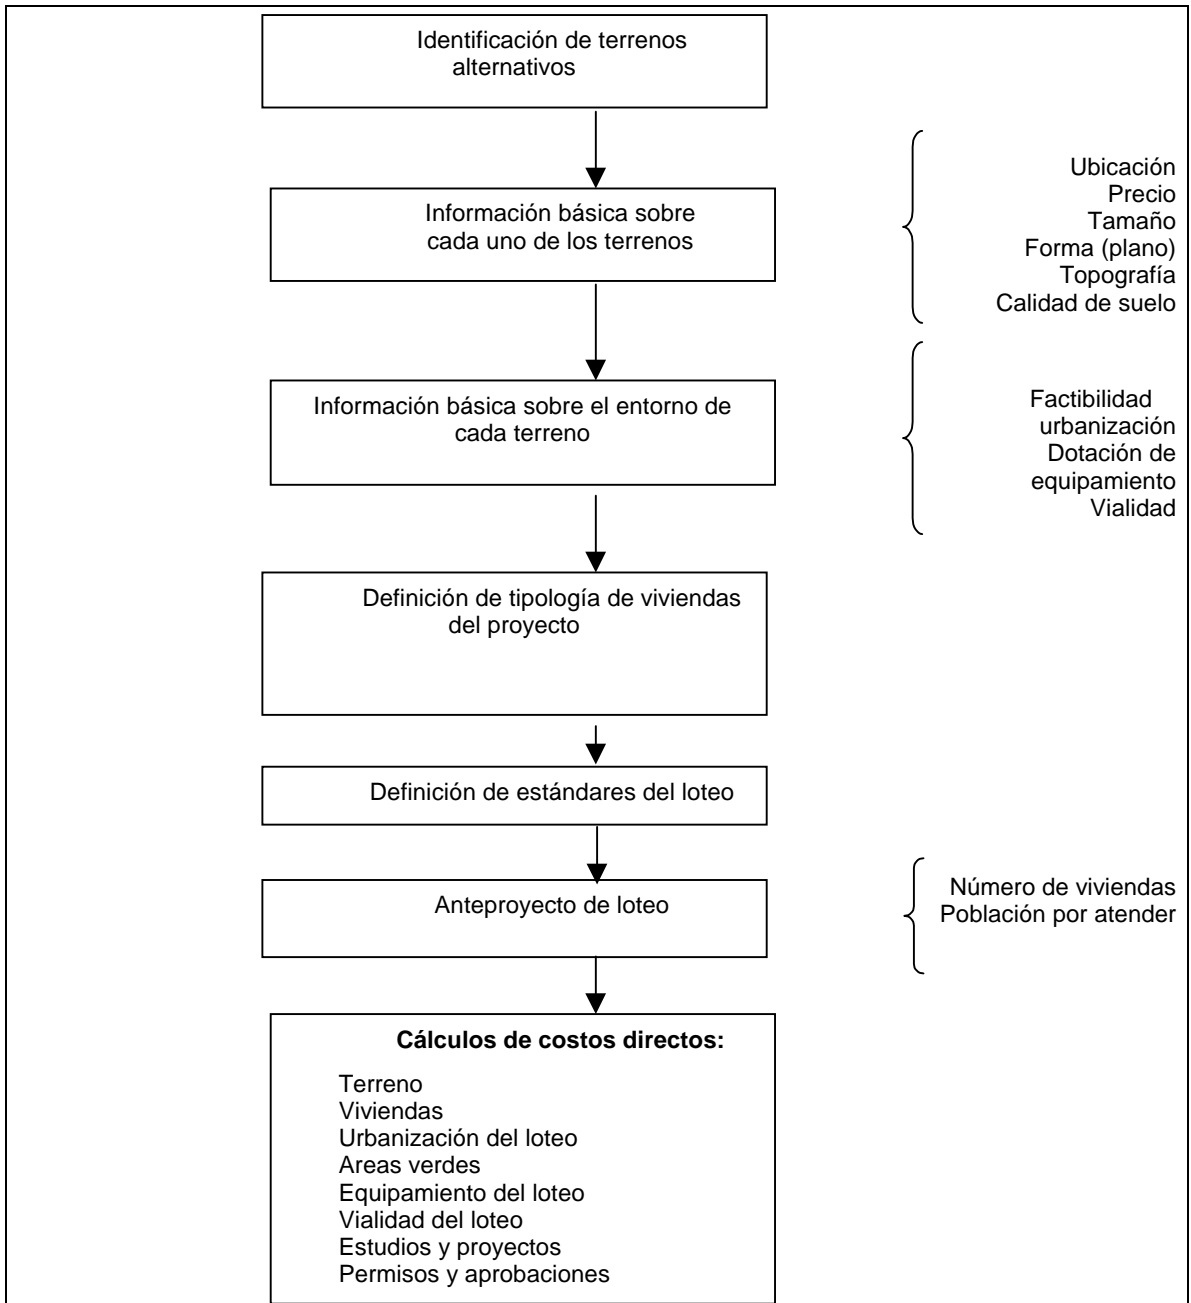 Identificación de terrenos
alternativos
Información básica sobre
cada uno de los terrenos
Ubicación
Precio
Tamaño
Forma (plano)
Topografía
Calidad de suelo
Información básica sobre el entorno de
cada terreno
Factibilidad
urbanización
Dotación de
equipamiento
Vialidad
Definición de tipología de viviendas
del proyecto
Definición de estándares del loteo
Anteproyecto de loteo
Número de viviendas
Población por atender
Cálculos de costos directos:
Terreno
Viviendas
Urbanización del loteo
Areas verdes
Equipamiento del loteo
Vialidad del loteo
Estudios y proyectos
Permisos y aprobaciones